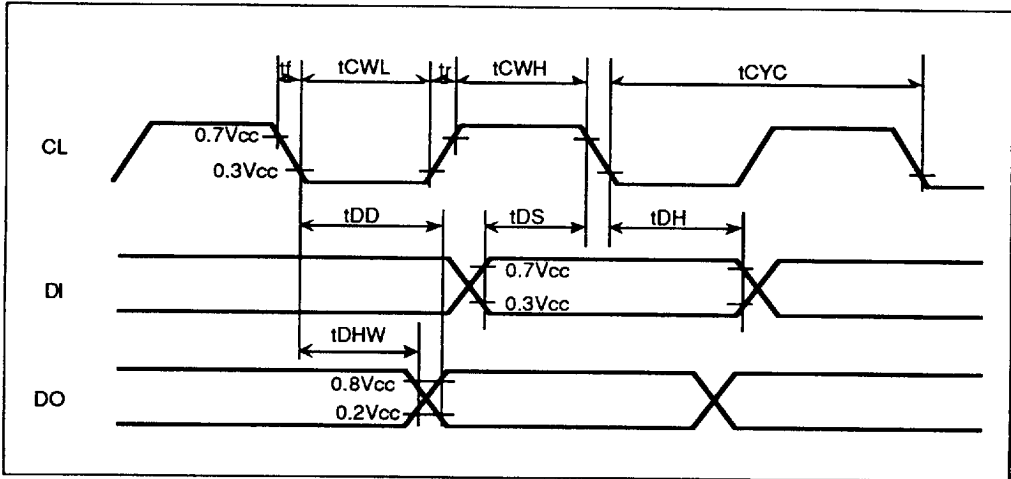 tf tCWL tr tCWH tCYC
CL
0.7Vcc
0.3Vcc
tDD tDS tDH
DI
0.7Vcc
0.3Vcc
tDHW
DO
0.8Vcc
0.2Vcc